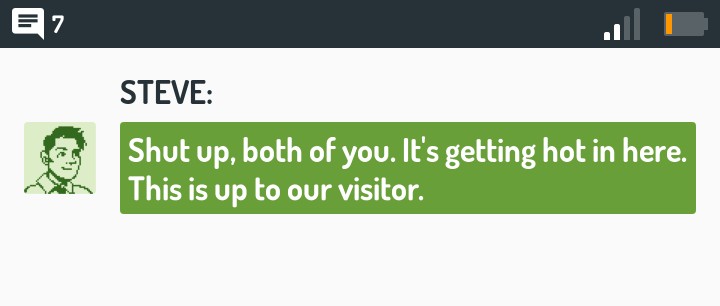 7
STEVE:
Shut up, both of you. It's getting hot in here.
This is up to our visitor.